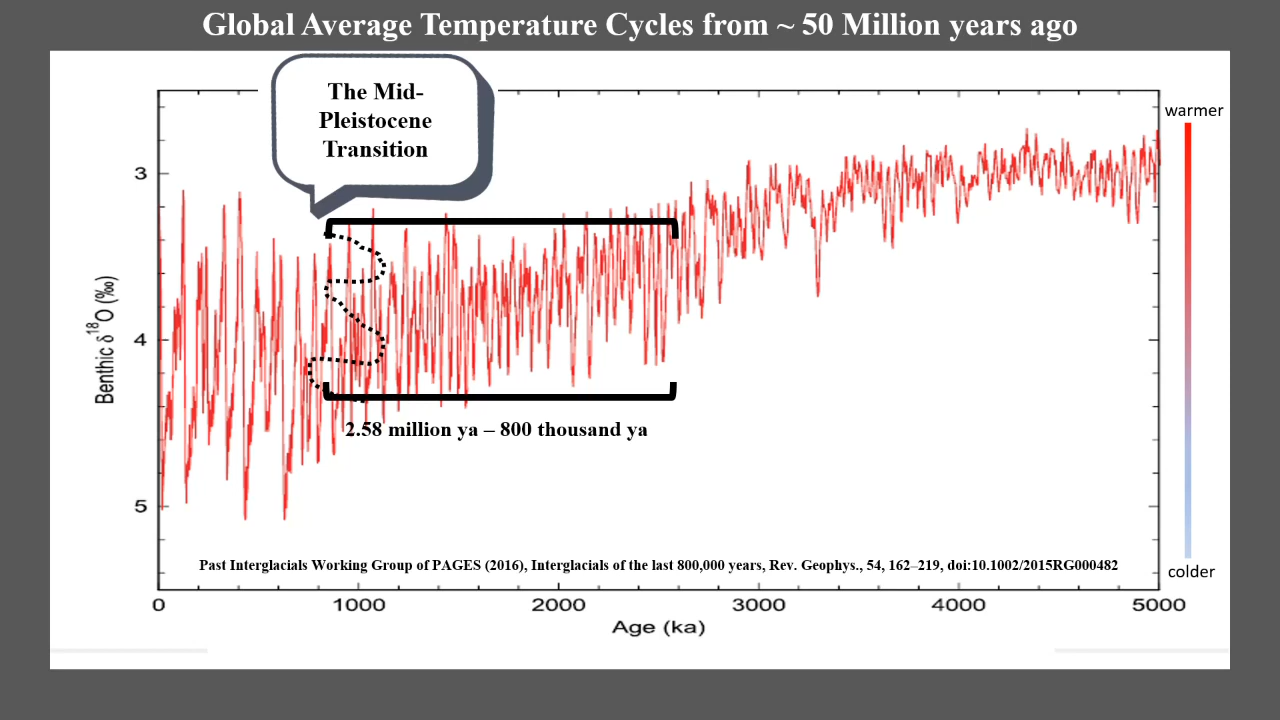 Global Average Temperature Cycles from ~ 50 Million years ago
The Mid-
Pleistocene
Transition
warmer
3
4
5
Benthic δ18O (‰)
2.58 million ya – 800 thousand ya
Past Interglacials Working Group of PAGES (2016), Interglacials of the last 800,000 years, Rev. Geophys., 54, 162–219, doi:10.1002/2015RG000482
colder
0 1000 2000 3000 4000 5000
Age (ka)